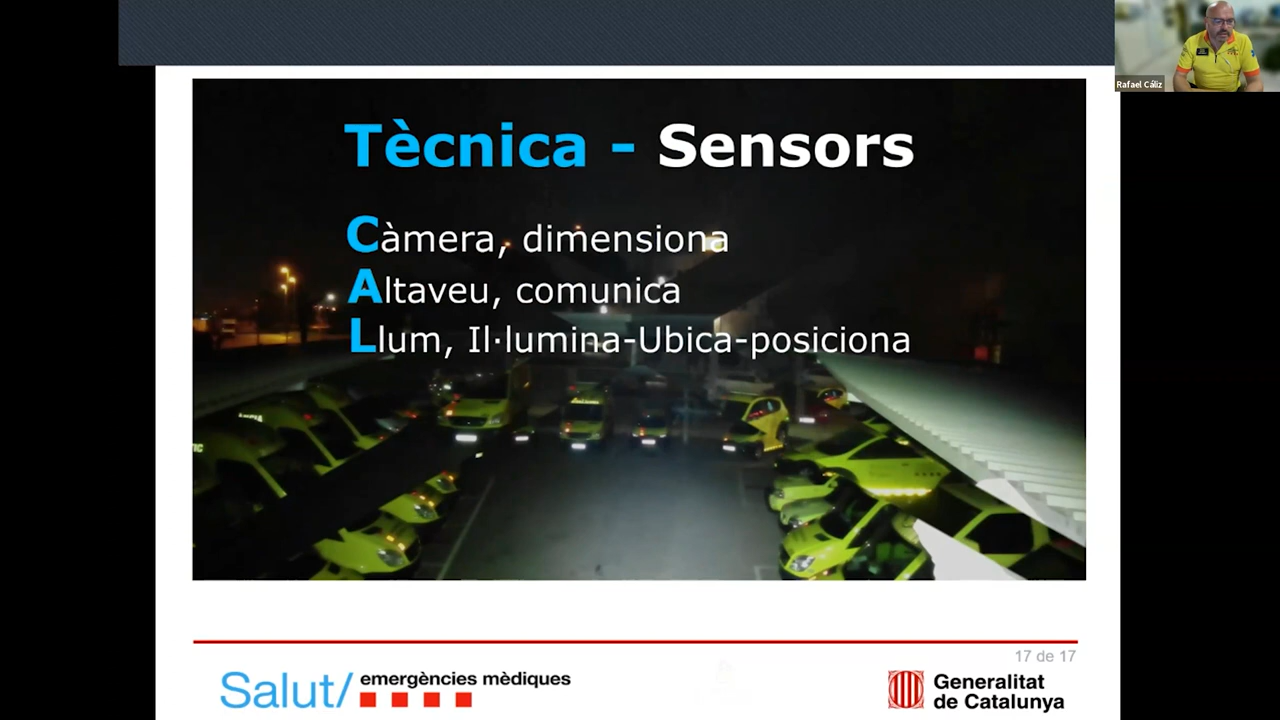 Rafael Cáliz
Tècnica - Sensors
Càmera, dimensiona
Altaveu, comunica
Llum, Il·lumina-Ubica-posiciona
17 de 17
Salut/ emergències mèdiques
Generalitat
de Catalunya